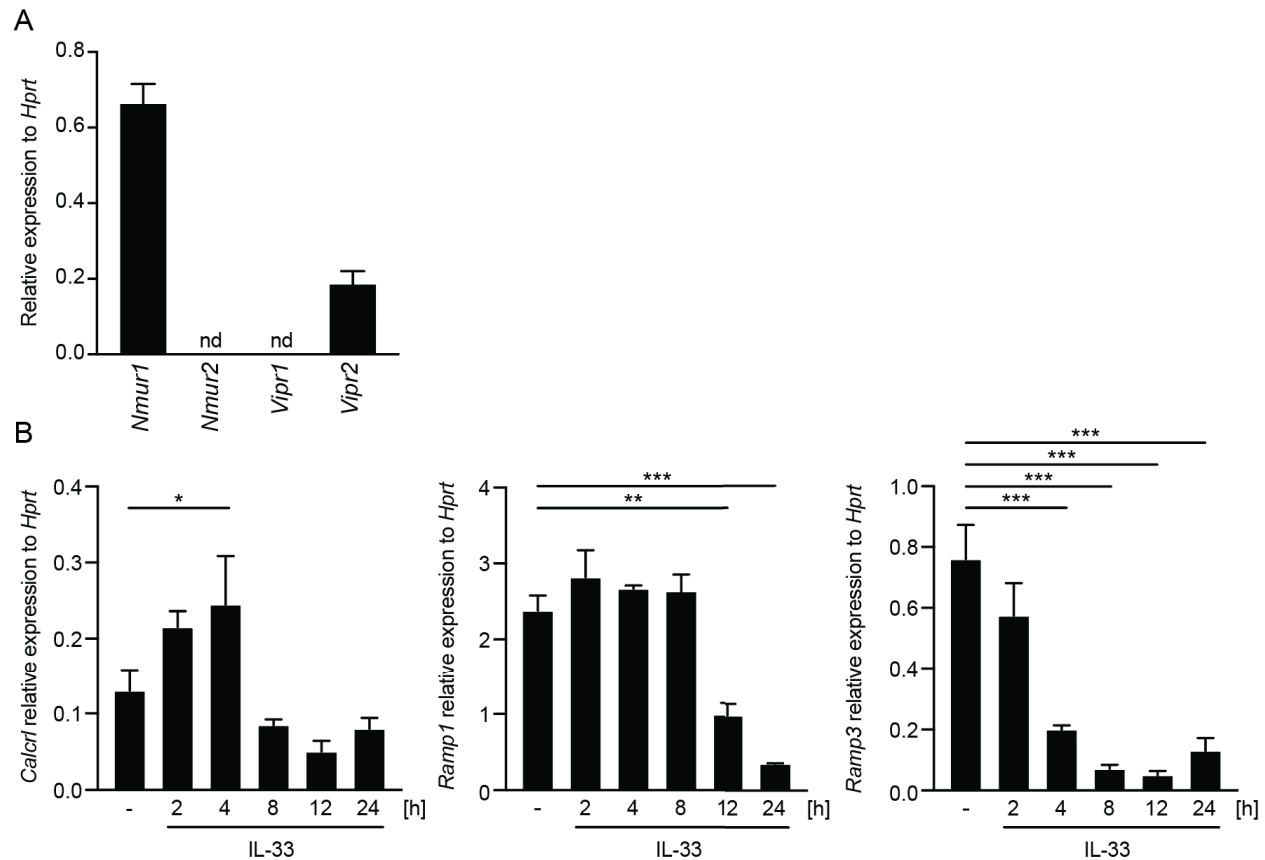 A
Relative expression to Hprt
0.8
0.6
0.4
0.2
0.0
nd
nd
Nmur1
Nmur2
Vipr1
Vipr2
B
Calcrl relative expression to Hprt
0.4
0.3
0.2
0.1
0.0
*
- 2 4 8 12 24 [h]
IL-33
Ramp1 relative expression to Hprt
4
3
2
1
0
***
**
- 2 4 8 12 24 [h]
IL-33
Ramp3 relative expression to Hprt
1.0
0.8
0.6
0.4
0.2
0.0
***
***
***
***
- 2 4 8 12 24 [h]
IL-33